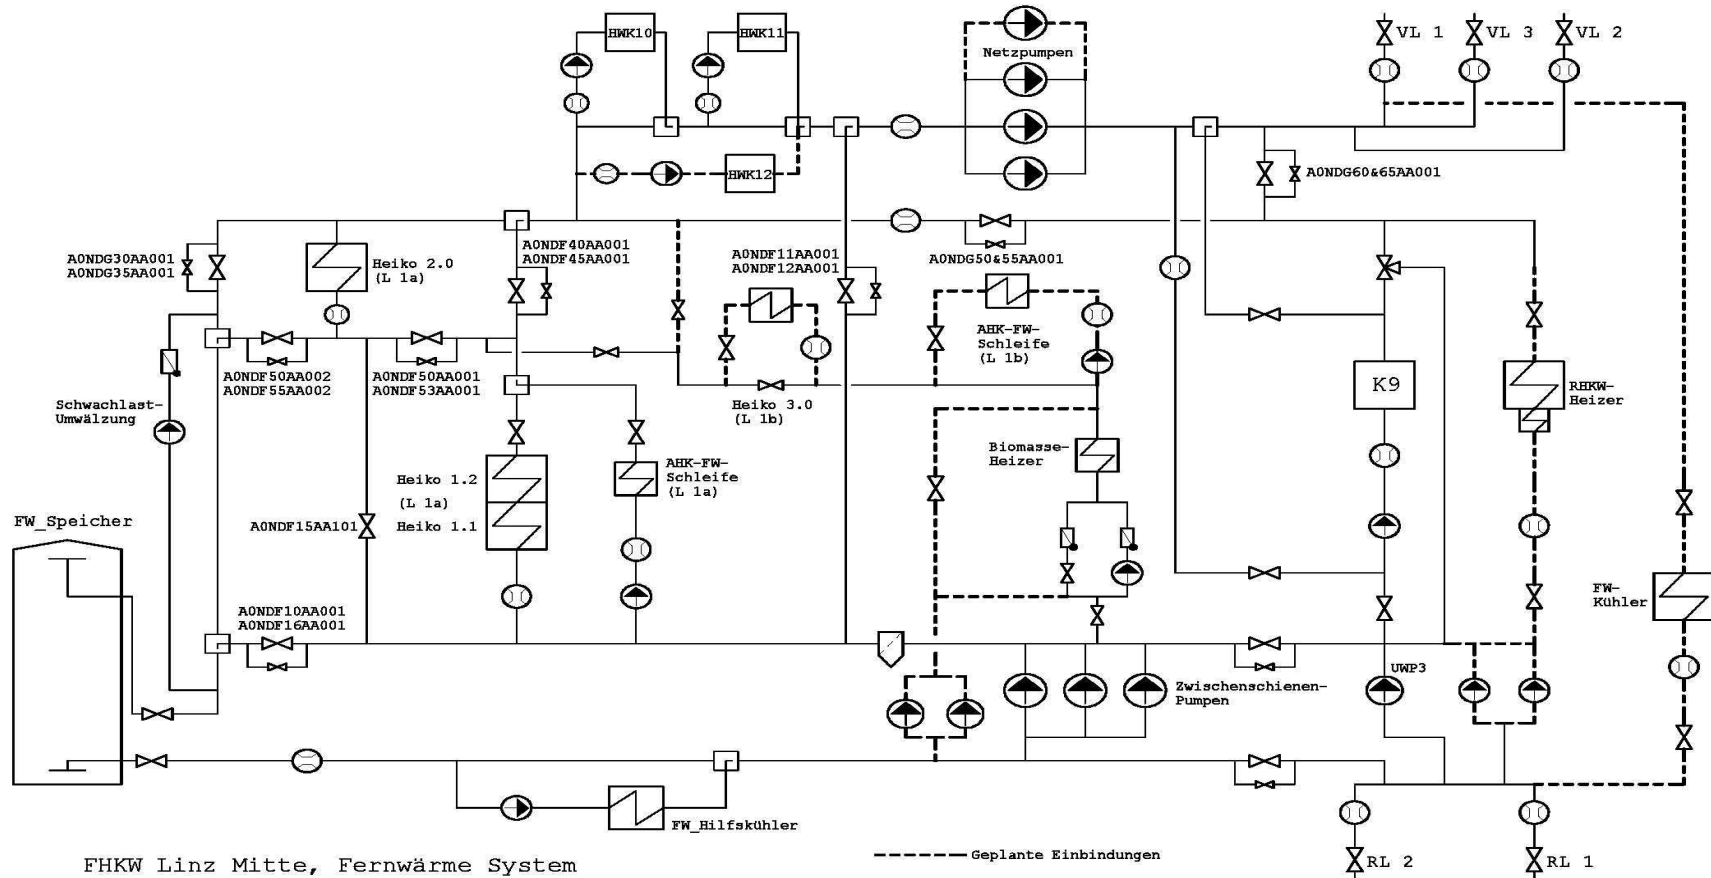 HWK10
HWK11
Netzpumpen
VL 1
VL 3
VL 2
HWK12
A0NDG60&65AA001
A0NDG30AA001
A0NDG35AA001
Heiko 2.0
(L 1a)
A0NDF40AA001
A0NDF45AA001
A0NDF11AA001
A0NDF12AA001
A0NDG50&55AA001
AHK-FW-
Schleife
(L 1b)
A0NDF50AA002
A0NDF55AA002
A0NDF50AA001
A0NDF53AA001
Heiko 3.0
(L 1b)
K9
RHKW-
Heizer
Schwachlast-
Umwälzung
Biomasse-
Heizer
Heiko 1.2
(L 1a)
Heiko 1.1
AHK-FW-
Schleife
(L 1a)
FW_Speicher
A0NDF15AA101
FW-
Kühler
A0NDF10AA001
A0NDF16AA001
UWP3
Zwischenschienen-
Pumpen
FW_Hilfskühler
FHKW Linz Mitte, Fernwärme System
Geplante Einbindungen
RL 2
RL 1